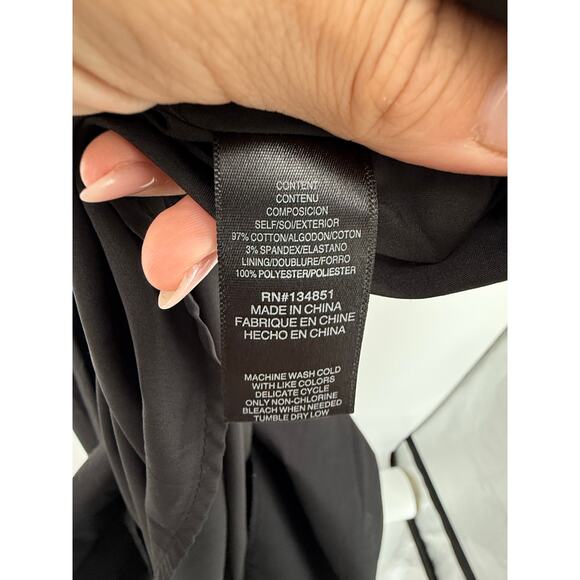 CONTENT
CONTENU
COMPOSICION
SELF/SOI/EXTERIOR
97% COTTON/ALGODON/COTON
3% SPANDEX/ELASTANO
LINING/DOUBLURE/FORRO
100% POLYESTER/POLIESTER
RN#134851
MADE IN CHINA
FABRIQUE EN CHINE
HECHO EN CHINA
MACHINE WASH COLD
WITH LIKE COLORS
DELICATE CYCLE
ONLY NON-CHLORINE
BLEACH WHEN NEEDED
TUMBLE DRY LOW